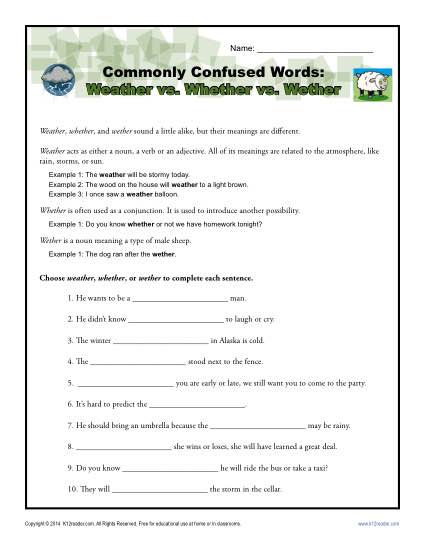 Name: ____________________________
Commonly Confused Words:
Weather vs. Whether vs. Wether
Weather, whether, and wether sound a little alike, but their meanings are different.
Weather acts as either a noun, a verb or an adjective. All of its meanings are related to the atmosphere, like
rain, storms, or sun.
Example 1: The weather will be stormy today.
Example 2: The wood on the house will weather to a light brown.
Example 3: I once saw a weather balloon.
Whether is often used as a conjunction. It is used to introduce another possibility.
Example 1: Do you know whether or not we have homework tonight?
Wether is a noun meaning a type of male sheep.
Example 1: The dog ran after the wether.
Choose weather, whether, or wether to complete each sentence.
1. He wants to be a _________________________ man.
2. He didn't know _________________________ to laugh or cry.
3. The winter _________________________ in Alaska is cold.
4. The _________________________ stood next to the fence.
5. _________________________ you are early or late, we still want you to come to the party.
6. It's hard to predict the _________________________.
7. He should bring an umbrella because the _________________________ may be rainy.
8. _________________________ she wins or loses, she will have learned a great deal.
9. Do you know _________________________ he will ride the bus or take a taxi?
10. They will _________________________ the storm in the cellar.
Copyright © 2014 K12reader.com. All Rights Reserved. Free for educational use at home or in classrooms.
www.k12reader.com